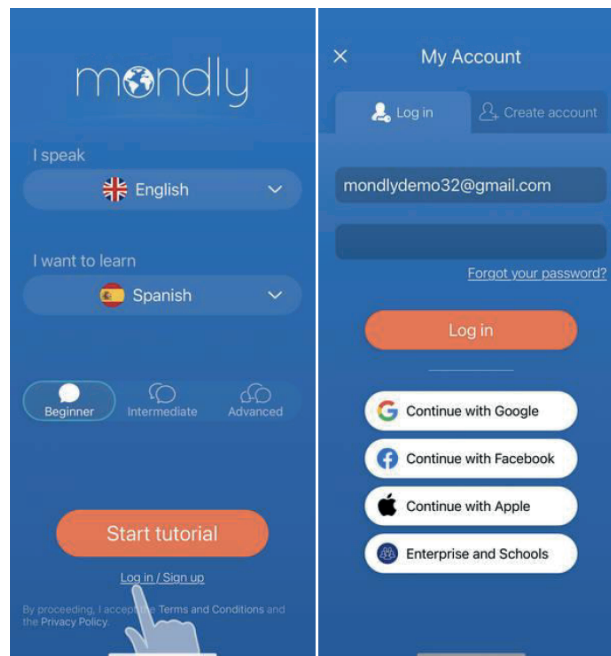 mondly
I speak
English
I want to learn
Spanish
Beginner
Intermediate
Advanced
Start tutorial
Log in / Sign up
By proceeding, I accept the Terms and Conditions and
the Privacy Policy.
My Account
Log in
Create account
mondlydemo32@gmail.com
Forgot your password?
Log in
Continue with Google
Continue with Facebook
Continue with Apple
Enterprise and Schools